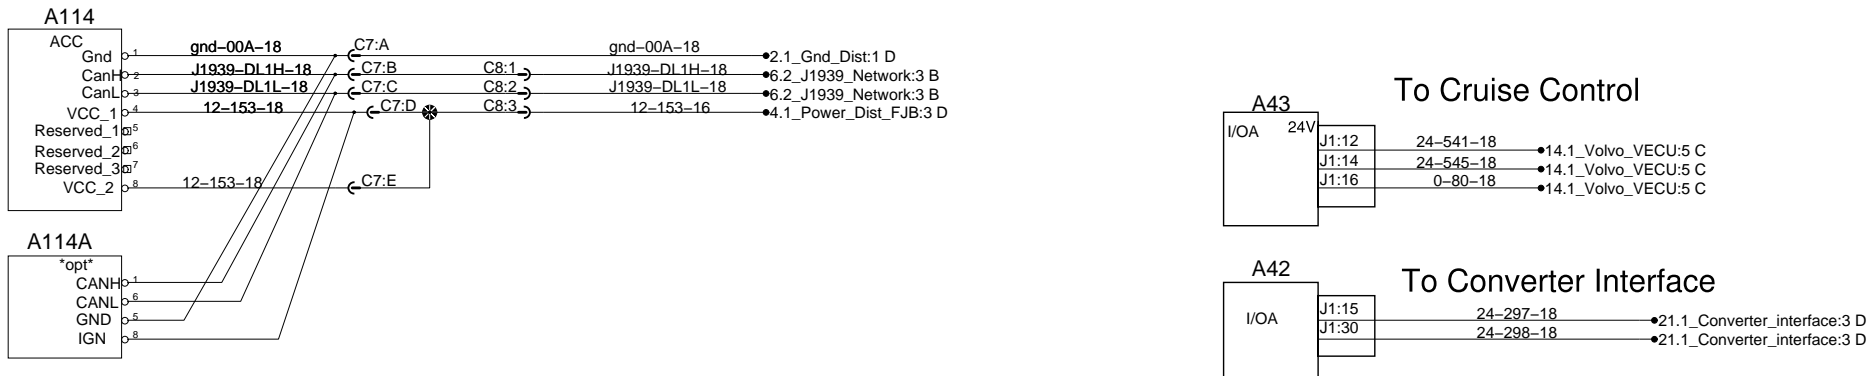 A114
ACC
Gnd 1 gnd-00A-18 C7:A gnd-00A-18 2.1_Gnd_Dist:1 D
CanH 2 J1939-DL1H-18 C7:B C8:1 J1939-DL1H-18 6.2_J1939_Network:3 B
CanL 3 J1939-DL1L-18 C7:C C8:2 J1939-DL1L-18 6.2_J1939_Network:3 B
VCC_1 4 12-153-18 C7:D C8:3 12-153-16 4.1_Power_Dist_FJB:3 D
Reserved_1 5
Reserved_2 6
Reserved_3 7
VCC_2 8 12-153-18 C7:E
A114A
*opt*
CANH 1
CANL 6
GND 5
IGN 8
To Cruise Control
A43
I/OA 24V
J1:12 24-541-18 14.1_Volvo_VECU:5 C
J1:14 24-545-18 14.1_Volvo_VECU:5 C
J1:16 0-80-18 14.1_Volvo_VECU:5 C
To Converter Interface
A42
I/OA
J1:15 24-297-18 21.1_Converter_interface:3 D
J1:30 24-298-18 21.1_Converter_interface:3 D